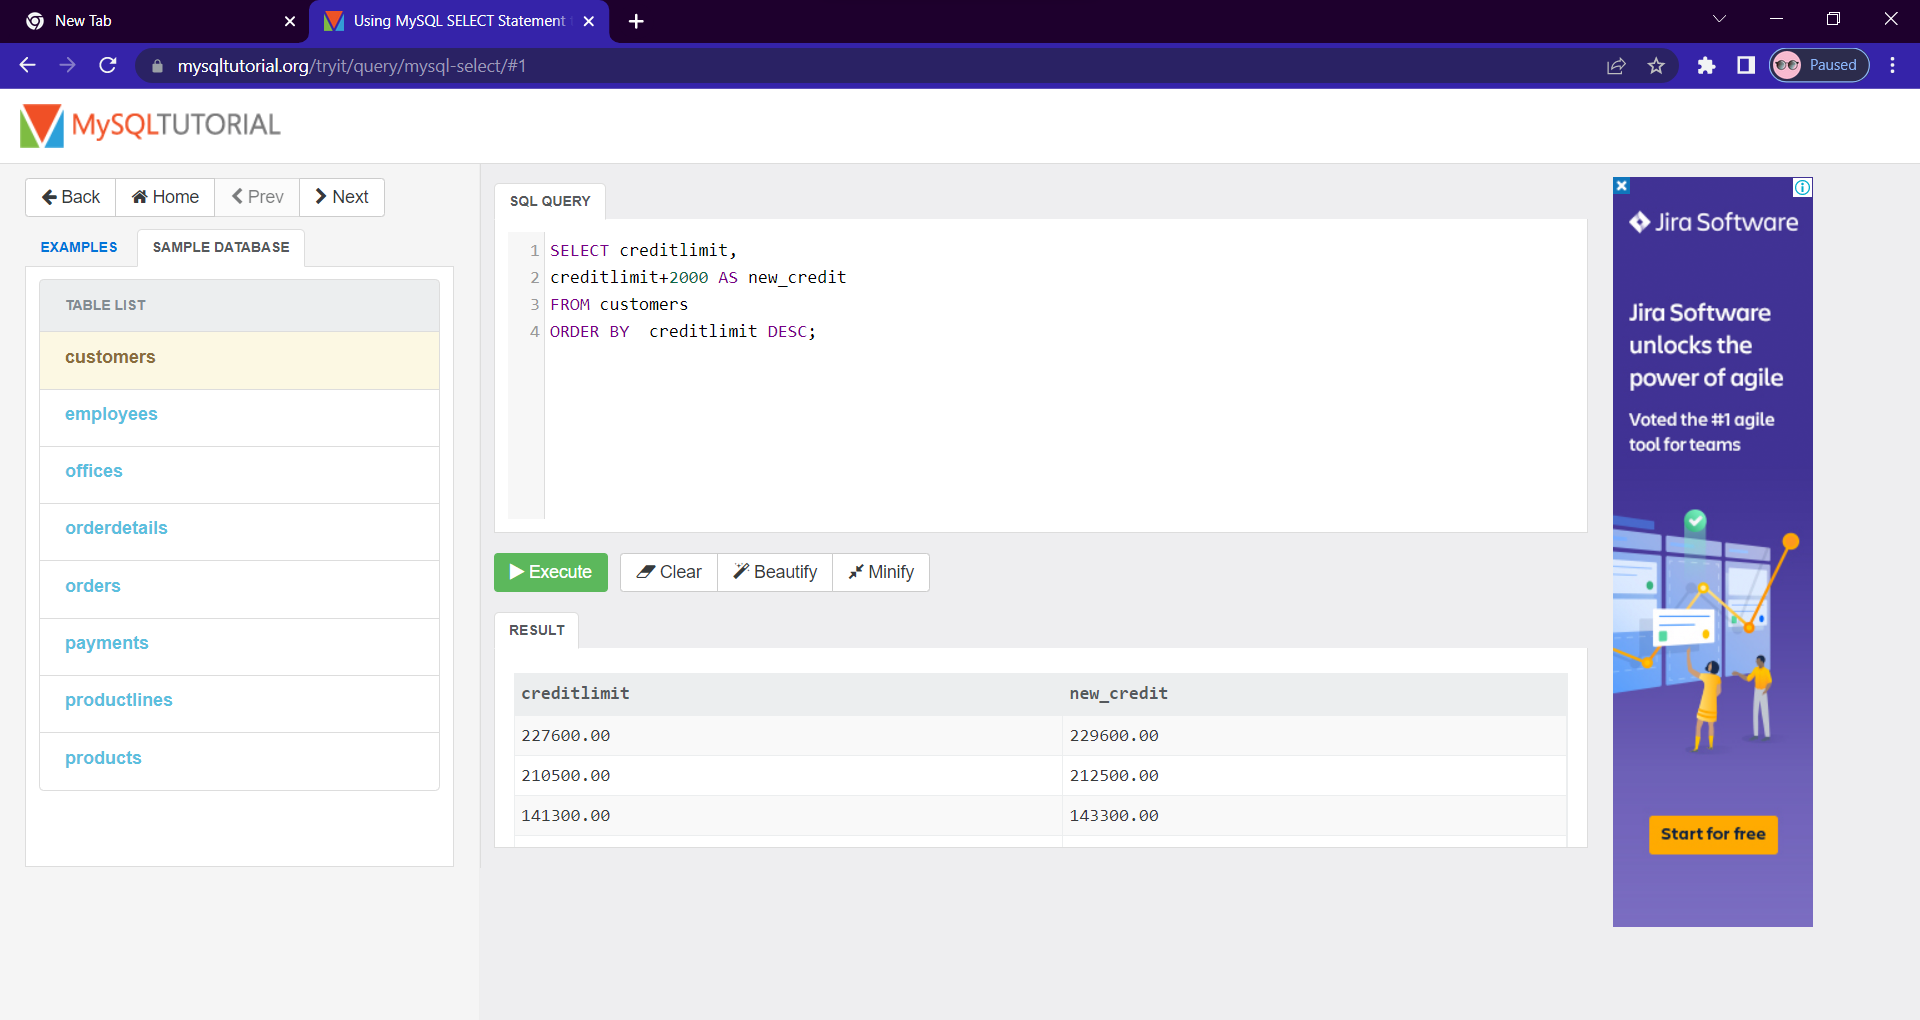 New Tab
Using MySQL SELECT Statement
mysqltutorial.org/tryit/query/mysql-select/#1
Paused
MySQLTUTORIAL
Back
Home
Prev
Next
EXAMPLES
SAMPLE DATABASE
TABLE LIST
customers
employees
offices
orderdetails
orders
payments
productlines
products
SQL QUERY
1 SELECT creditlimit,
2 creditlimit+2000 AS new_credit
3 FROM customers
4 ORDER BY  creditlimit DESC;
Execute
Clear
Beautify
Minify
RESULT
creditlimit new_credit
227600.00 229600.00
210500.00 212500.00
141300.00 143300.00
Jira Software
Jira Software
unlocks the
power of agile
Voted the #1 agile
tool for teams
Start for free